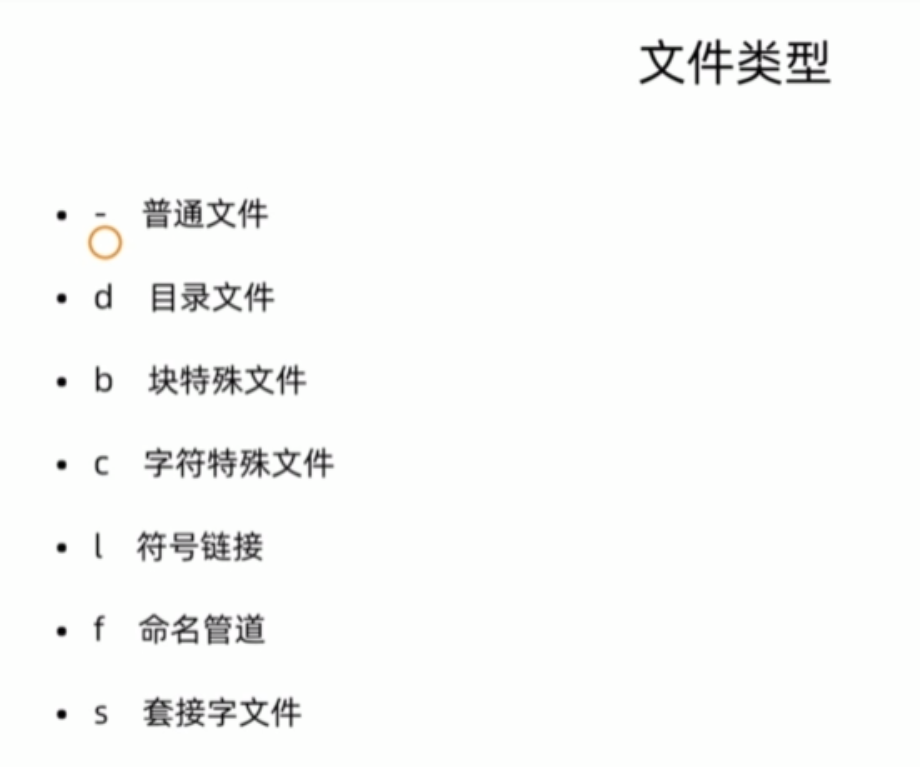 文件类型
• - 普通文件
• d 目录文件
• b 块特殊文件
• c 字符特殊文件
• l 符号链接
• f 命名管道
• s 套接字文件